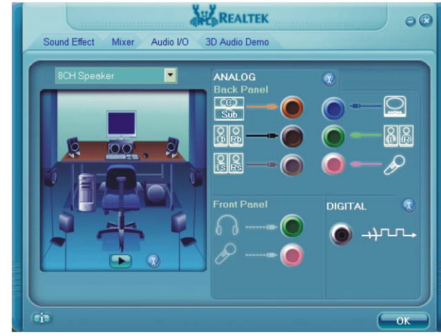 REALTEK
Sound Effect Mixer Audio I/O 3D Audio Demo
8CH Speaker
ANALOG
Back Panel
Sub
Front Panel
DIGITAL
OK